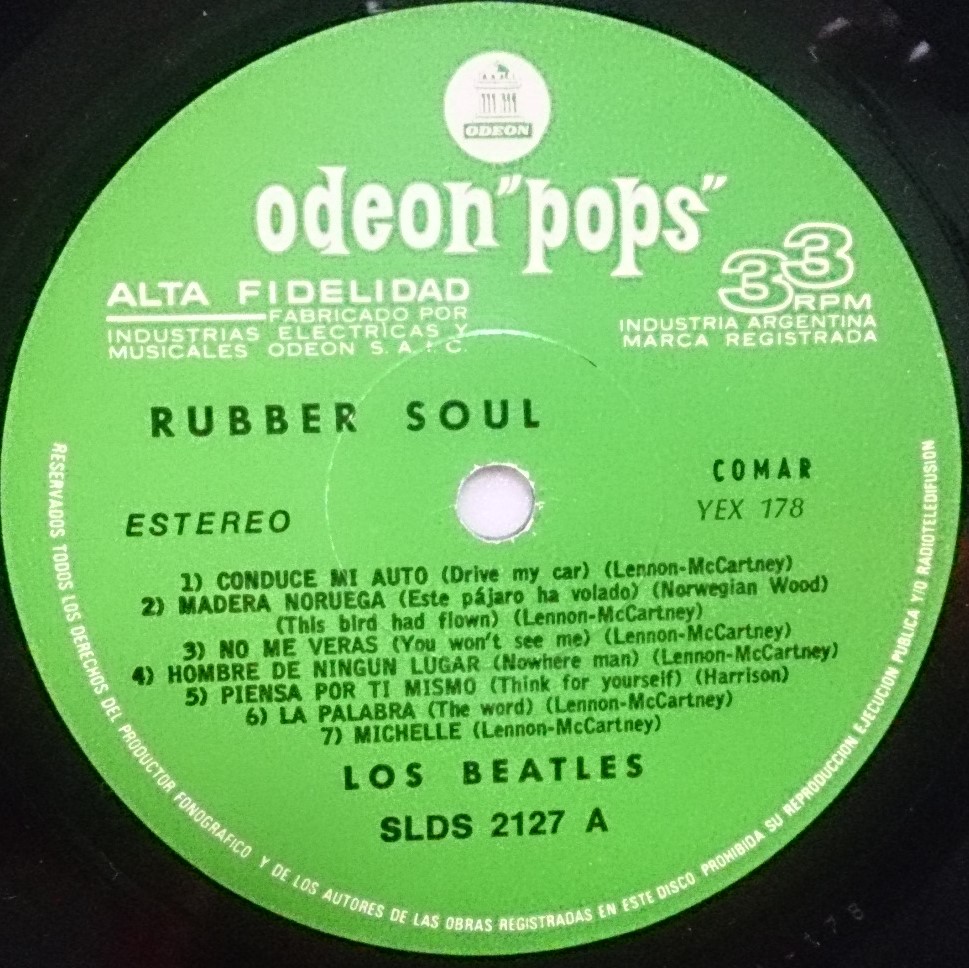 ODEON
odeon"pops"
ALTA FIDELIDAD
FABRICADO POR
INDUSTRIAS ELECTRICAS Y
MUSICALES ODEON S. A. I. C.
33 RPM
INDUSTRIA ARGENTINA
MARCA REGISTRADA
RUBBER SOUL
COMAR
YEX 178
ESTEREO
1) CONDUCE MI AUTO (Drive my car) (Lennon-McCartney)
2) MADERA NORUEGA (Este pájaro ha volado) (Norwegian Wood)
(This bird had flown) (Lennon-McCartney)
3) NO ME VERAS (You won't see me) (Lennon-McCartney)
4) HOMBRE DE NINGUN LUGAR (Nowhere man) (Lennon-McCartney)
5) PIENSA POR TI MISMO (Think for yourself) (Harrison)
6) LA PALABRA (The word) (Lennon-McCartney)
7) MICHELLE (Lennon-McCartney)
LOS BEATLES
SLDS 2127 A
RESERVADOS TODOS LOS DERECHOS DEL PRODUCTOR FONOGRAFICO Y DE LOS AUTORES DE LAS OBRAS REGISTRADAS EN ESTE DISCO PROHIBIDA SU REPRODUCCION EJECUCION PUBLICA Y/O RADIOTELEDIFUSION
178